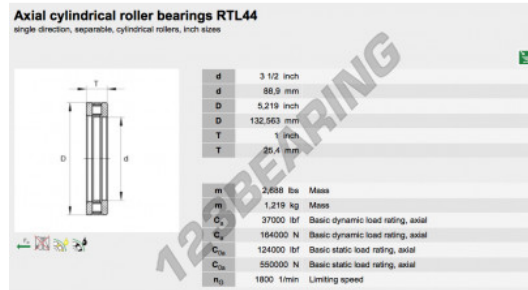 Axial cylindrical roller bearings RTL44
single direction, separable, cylindrical rollers, inch sizes
T
D
d
d 3 1/2 inch
d 88,9 mm
D 5,219 inch
D 132,563 mm
T 1 inch
T 25,4 mm
m 2,688 lbs Mass
m 1,219 kg Mass
Ca 37000 lbf Basic dynamic load rating, axial
Ca 164000 N Basic dynamic load rating, axial
C0a 124000 lbf Basic static load rating, axial
C0a 550000 N Basic static load rating, axial
nG 1800 1/min Limiting speed
123BEARING